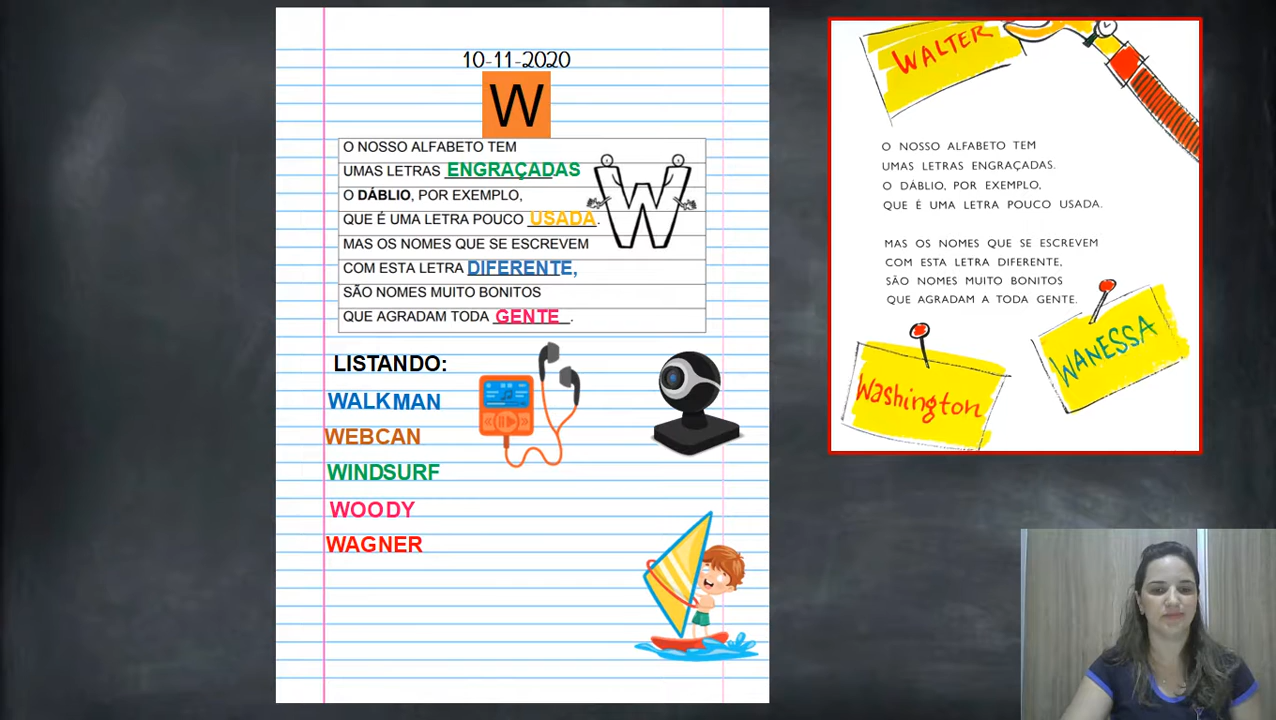 10-11-2020
W
O NOSSO ALFABETO TEM
UMAS LETRAS ENGRAÇADAS
O DÁBLIO, POR EXEMPLO,
QUE É UMA LETRA POUCO USADA.
MAS OS NOMES QUE SE ESCREVEM
COM ESTA LETRA DIFERENTE,
SÃO NOMES MUITO BONITOS
QUE AGRADAM TODA GENTE.
W
LISTANDO:
WALKMAN
WEBCAN
WINDSURF
WOODY
WAGNER
WALTER
O NOSSO ALFABETO TEM
UMAS LETRAS ENGRAÇADAS.
O DÁBLIO, POR EXEMPLO,
QUE É UMA LETRA POUCO USADA.
MAS OS NOMES QUE SE ESCREVEM
COM ESTA LETRA DIFERENTE,
SÃO NOMES MUITO BONITOS
QUE AGRADAM A TODA GENTE.
WANESSA
Washington